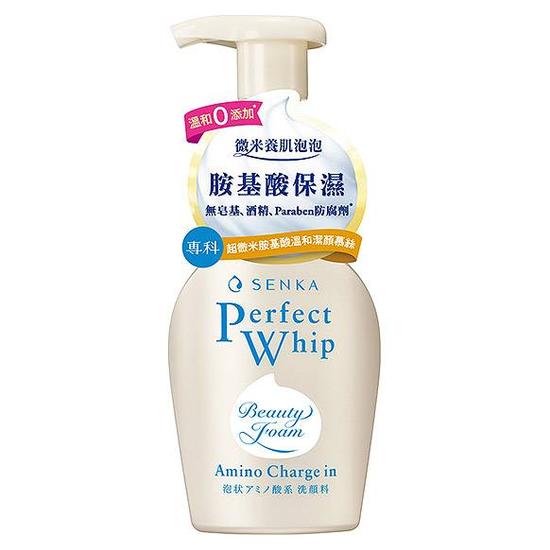 溫和0添加*
微米養肌泡泡
胺基酸保濕
無皂基、酒精、Paraben防腐劑*
專科 超微米胺基酸溫和潔顏慕絲
SENKA
Perfect
Whip
Beauty
Foam
Amino Charge in
泡状アミノ酸系 洗顔料